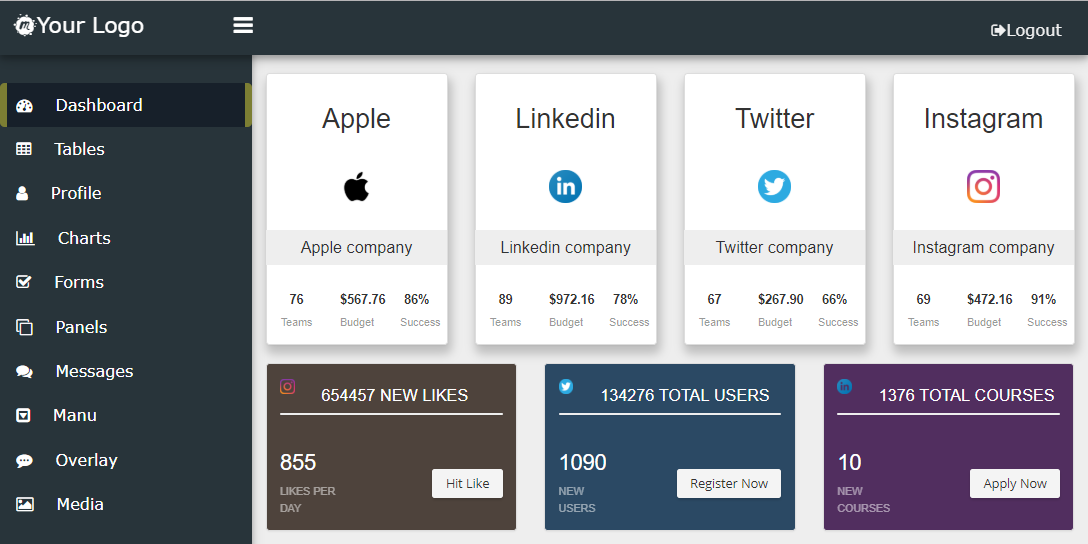 Your Logo
Logout
Dashboard
Tables
Profile
Charts
Forms
Panels
Messages
Manu
Overlay
Media
Apple
Apple company
76 $567.76 86%
Teams Budget Success
Linkedin
in
Linkedin company
89 $972.16 78%
Teams Budget Success
Twitter
Twitter company
67 $267.90 66%
Teams Budget Success
Instagram
Instagram company
69 $472.16 91%
Teams Budget Success
654457 NEW LIKES
855
LIKES PER
DAY
Hit Like
134276 TOTAL USERS
1090
NEW
USERS
Register Now
in
1376 TOTAL COURSES
10
NEW
COURSES
Apply Now